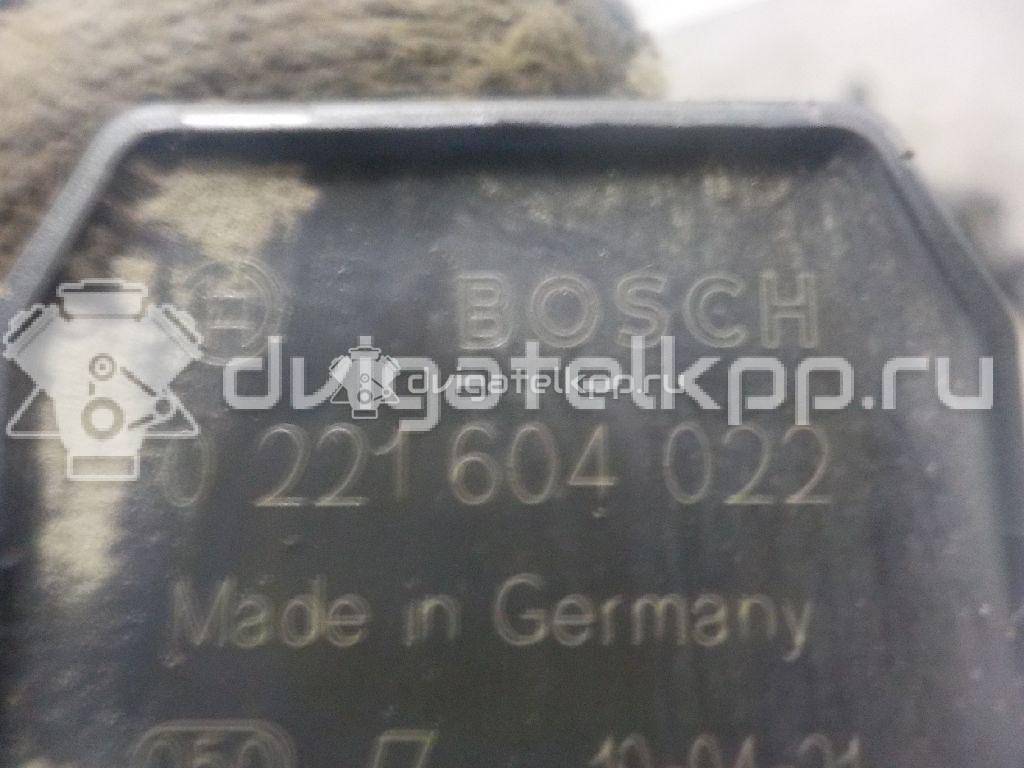 BOSCH
dvigatelkpp.ru
dvigatelkpp.ru
0 221 604 022
Made in Germany